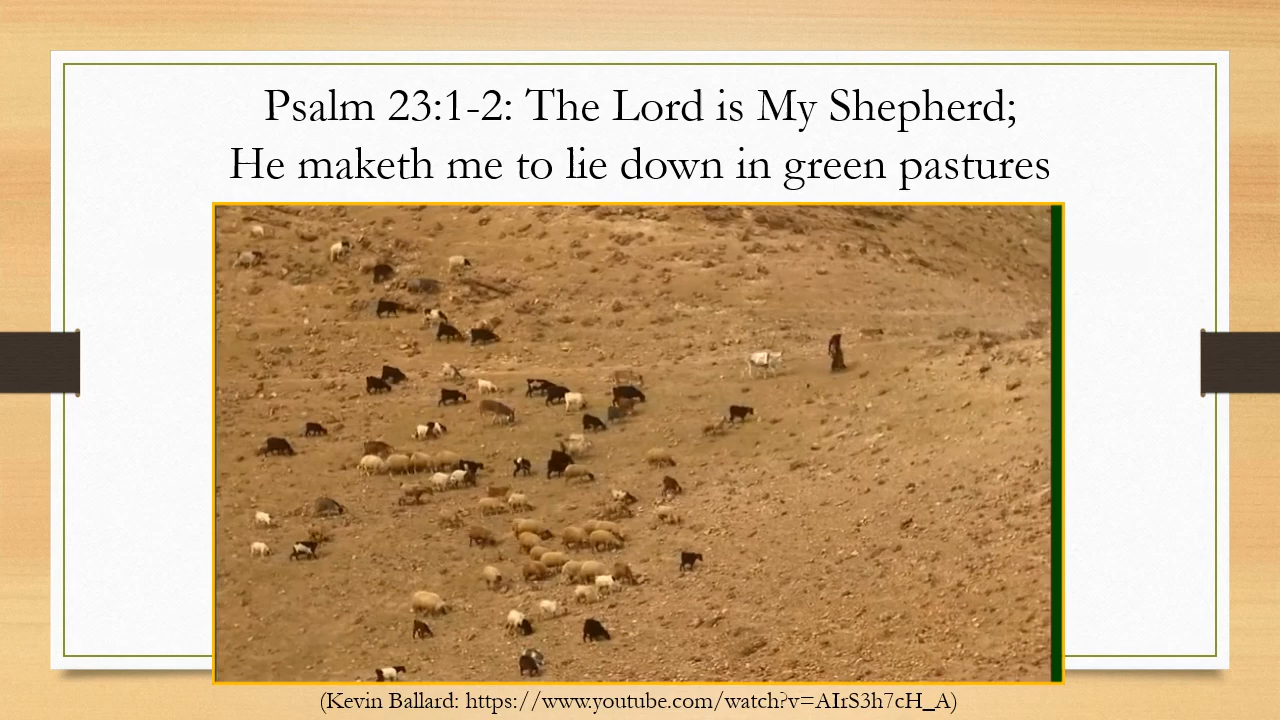 Psalm 23:1-2: The Lord is My Shepherd;
He maketh me to lie down in green pastures
(Kevin Ballard: https://www.youtube.com/watch?v=AIrS3h7cH_A)